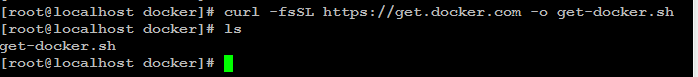 [root@localhost docker]# curl -fsSL https://get.docker.com -o get-docker.sh
[root@localhost docker]# ls
get-docker.sh
[root@localhost docker]#